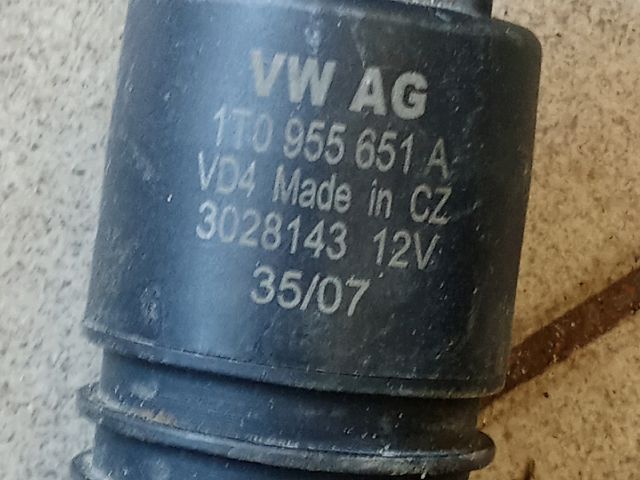 VW AG
1T0 955 651 A
VD4 Made in CZ
3028143 12V
35/07